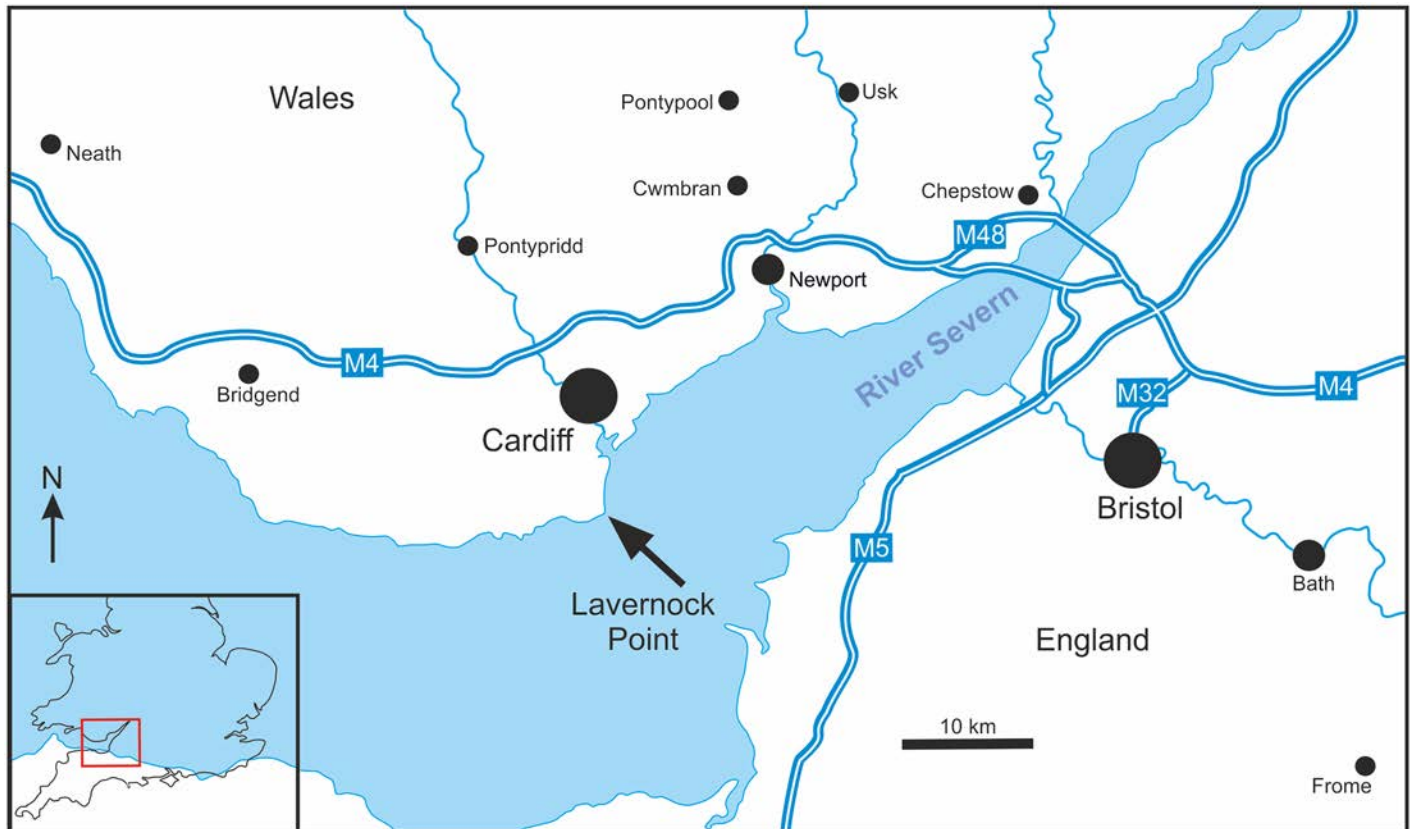 Wales
Pontypool
Usk
Neath
Cwmbran
Chepstow
M48
Pontypridd
Newport
River Severn
M4
Bridgend
M32
M4
Cardiff
N
Bristol
M5
Bath
Lavernock
Point
England
10 km
Frome